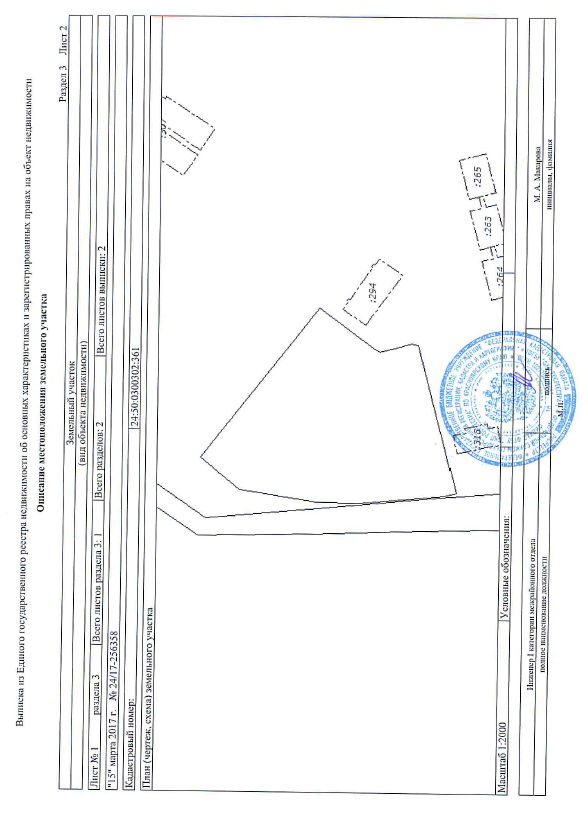 Раздел 3 Лист 2
Выписка из Единого государственного реестра недвижимости об основных характеристиках и зарегистрированных правах на объект недвижимости
Описание местоположения земельного участка
Земельный участок
(вид объекта недвижимости)
Лист № 1 раздела 3 Всего листов раздела 3: 1 Всего разделов: 2 Всего листов выписки: 2
"15" марта 2017 г. № 24/17-256358
Кадастровый номер: 24:50:0300302:361
План (чертеж, схема) земельного участка
:307
:294
:265
:263
:264
:316
Масштаб 1:2000 Условные обозначения:
Инженер I категории межрайонного отдела М. А. Макарова
полное наименование должности подпись инициалы, фамилия
М.П.